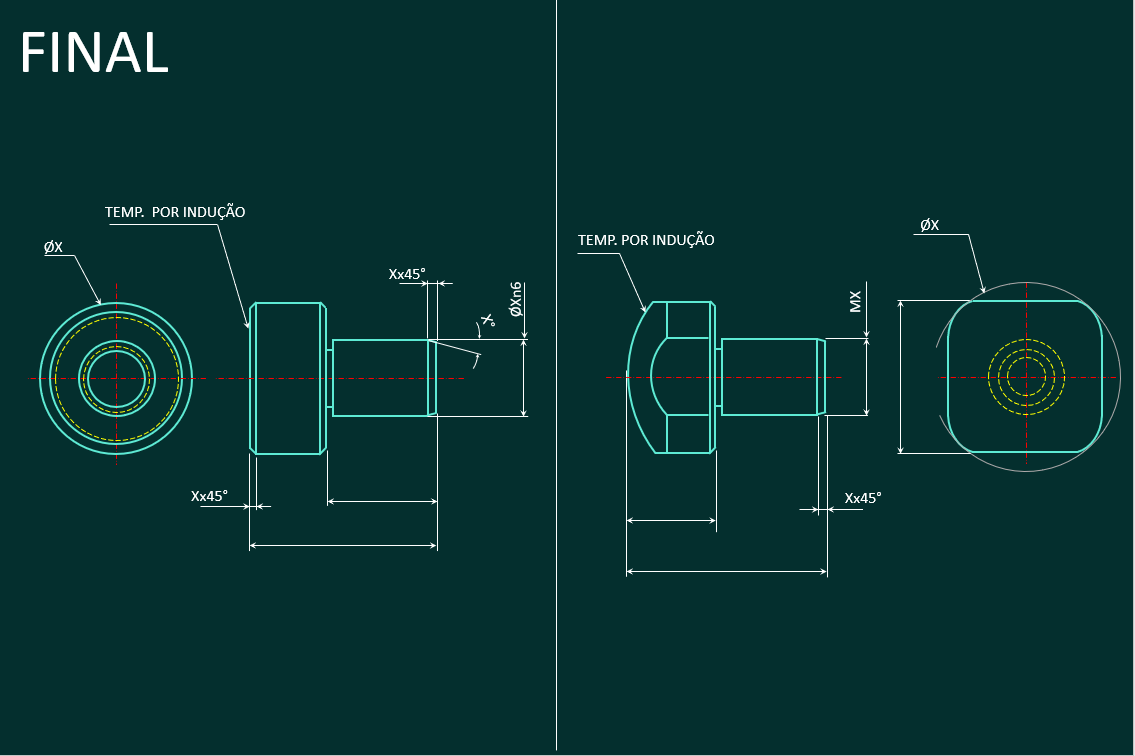 FINAL
TEMP. POR INDUÇÃO
ØX
Xx45°
ØXn6
X°
Xx45°
TEMP. POR INDUÇÃO
MX
Xx45°
ØX